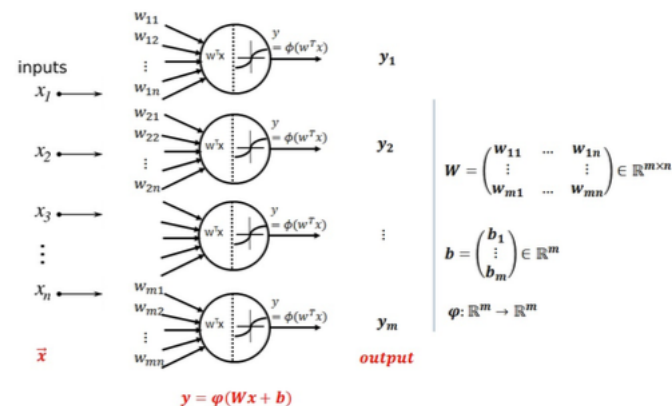 inputs
x₁
x₂
x₃
⋮
xₙ
x⃗
w₁₁
w₁₂
⋮
w₁ₙ
wᵀx
y
= ϕ(wᵀx)
y₁
w₂₁
w₂₂
⋮
w₂ₙ
wᵀx
y
= ϕ(wᵀx)
y₂
wᵀx
y
= ϕ(wᵀx)
⋮
wₘ₁
wₘ₂
⋮
wₘₙ
wᵀx
y
= ϕ(wᵀx)
yₘ
output
y = φ(Wx + b)
W = (w₁₁ … w₁ₙ
⋮ ⋮
wₘ₁ … wₘₙ) ∈ ℝᵐˣⁿ
b = (b₁
⋮
bₘ) ∈ ℝᵐ
φ: ℝᵐ → ℝᵐ